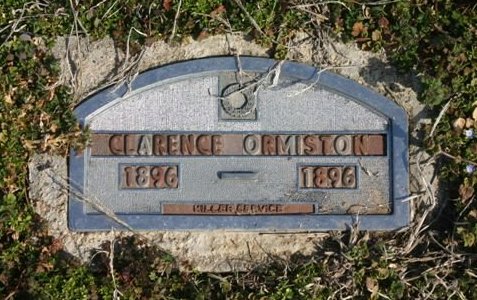 CLARENCE ORMISTON
1896 – 1896
MILLER SERVICE